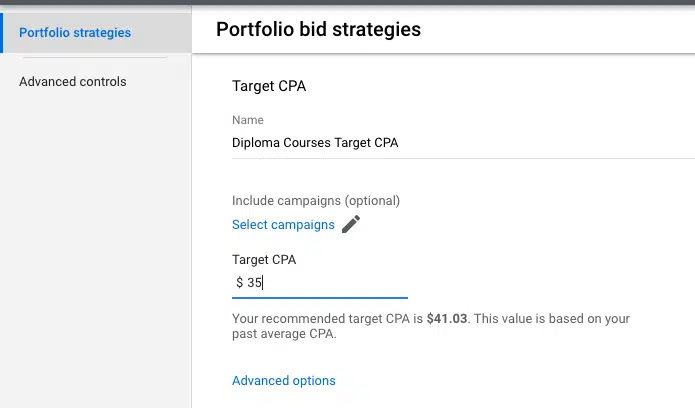 Portfolio strategies
Advanced controls
Portfolio bid strategies
Target CPA
Name
Diploma Courses Target CPA
Include campaigns (optional)
Select campaigns
Target CPA
$ 35
Your recommended target CPA is $41.03. This value is based on your
past average CPA.
Advanced options